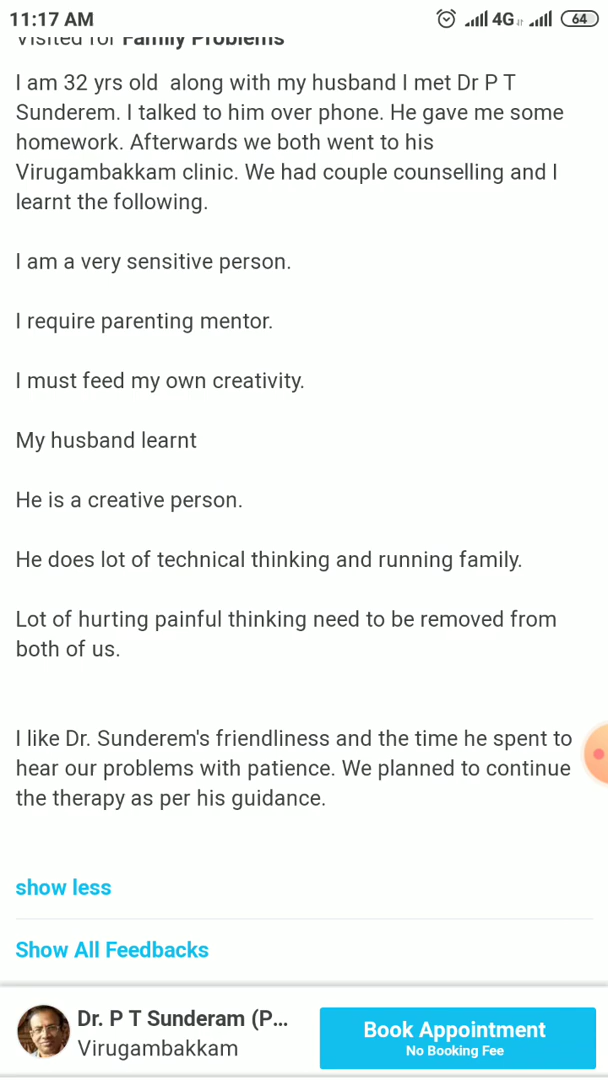 11:17 AM
4G
64
Visited for Family Problems
I am 32 yrs old  along with my husband I met Dr P T
Sunderem. I talked to him over phone. He gave me some
homework. Afterwards we both went to his
Virugambakkam clinic. We had couple counselling and I
learnt the following.
I am a very sensitive person.
I require parenting mentor.
I must feed my own creativity.
My husband learnt
He is a creative person.
He does lot of technical thinking and running family.
Lot of hurting painful thinking need to be removed from
both of us.
I like Dr. Sunderem's friendliness and the time he spent to
hear our problems with patience. We planned to continue
the therapy as per his guidance.
show less
Show All Feedbacks
Dr. P T Sunderam (P...
Virugambakkam
Book Appointment
No Booking Fee